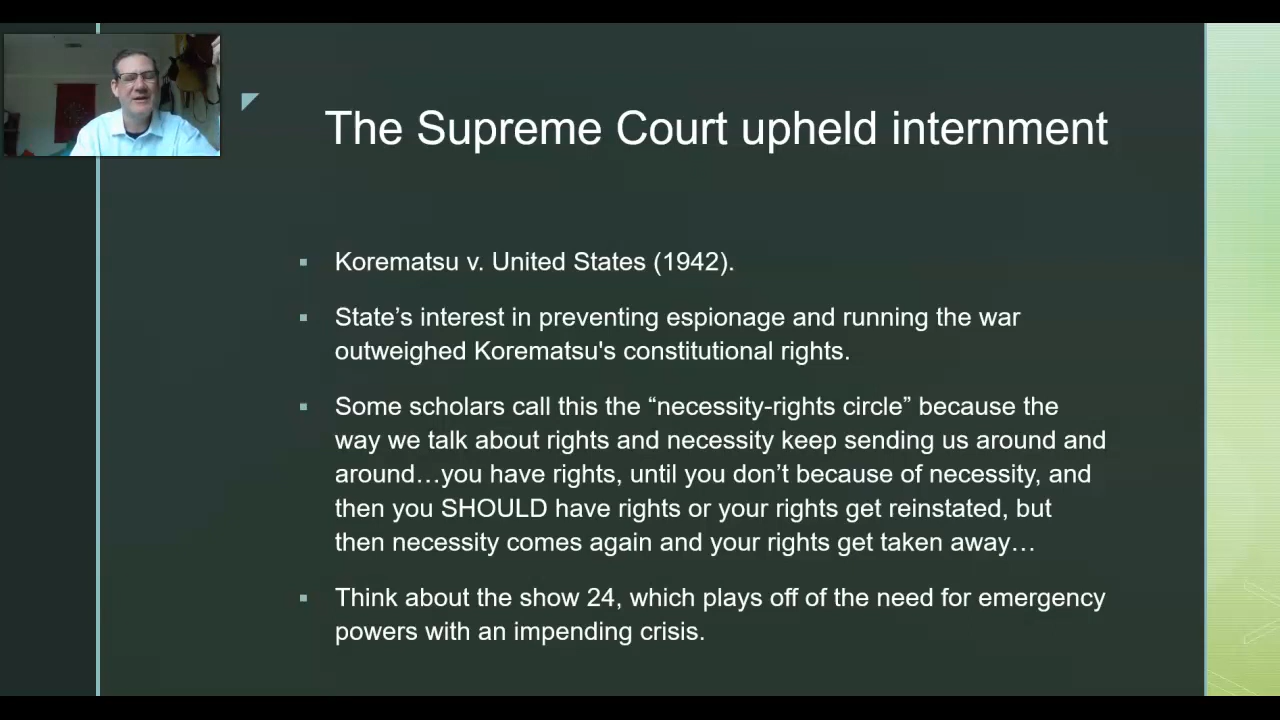 The Supreme Court upheld internment
▪ Korematsu v. United States (1942).
▪ State’s interest in preventing espionage and running the war
outweighed Korematsu's constitutional rights.
▪ Some scholars call this the “necessity-rights circle” because the
way we talk about rights and necessity keep sending us around and
around…you have rights, until you don’t because of necessity, and
then you SHOULD have rights or your rights get reinstated, but
then necessity comes again and your rights get taken away…
▪ Think about the show 24, which plays off of the need for emergency
powers with an impending crisis.